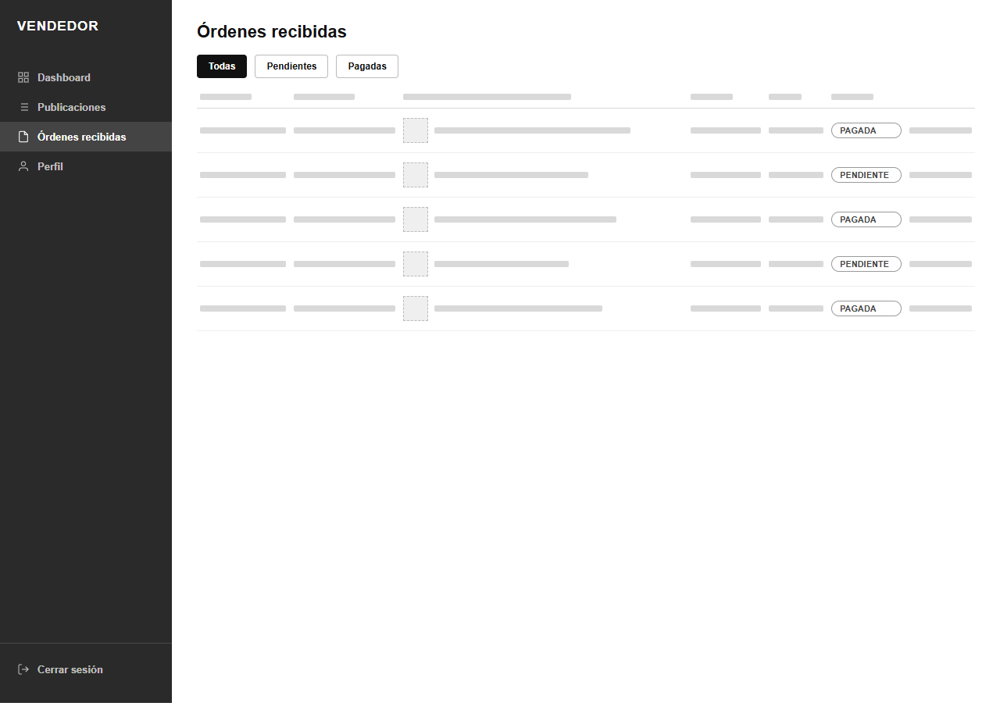 VENDEDOR
Dashboard
Publicaciones
Órdenes recibidas
Perfil
Cerrar sesión
Órdenes recibidas
Todas
Pendientes
Pagadas
PAGADA
PENDIENTE
PAGADA
PENDIENTE
PAGADA